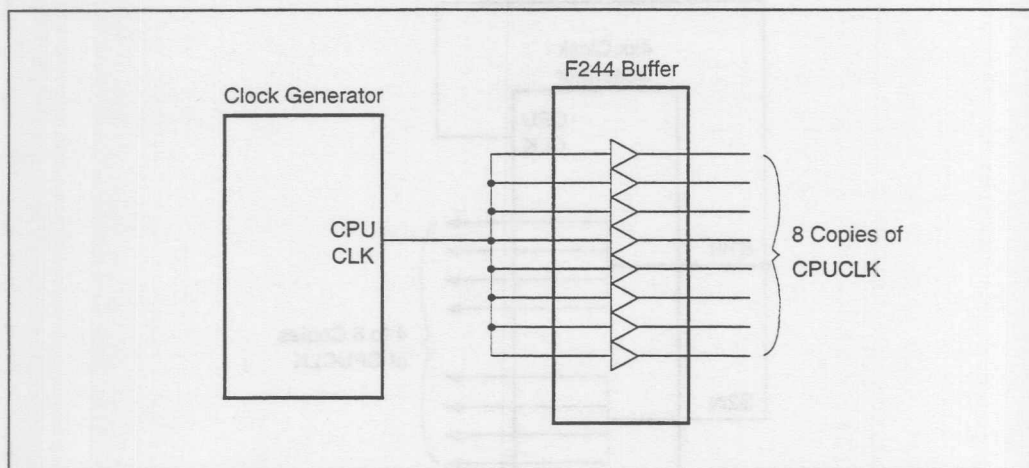 F244 Buffer
Clock Generator
CPU
CLK
8 Copies of
CPUCLK